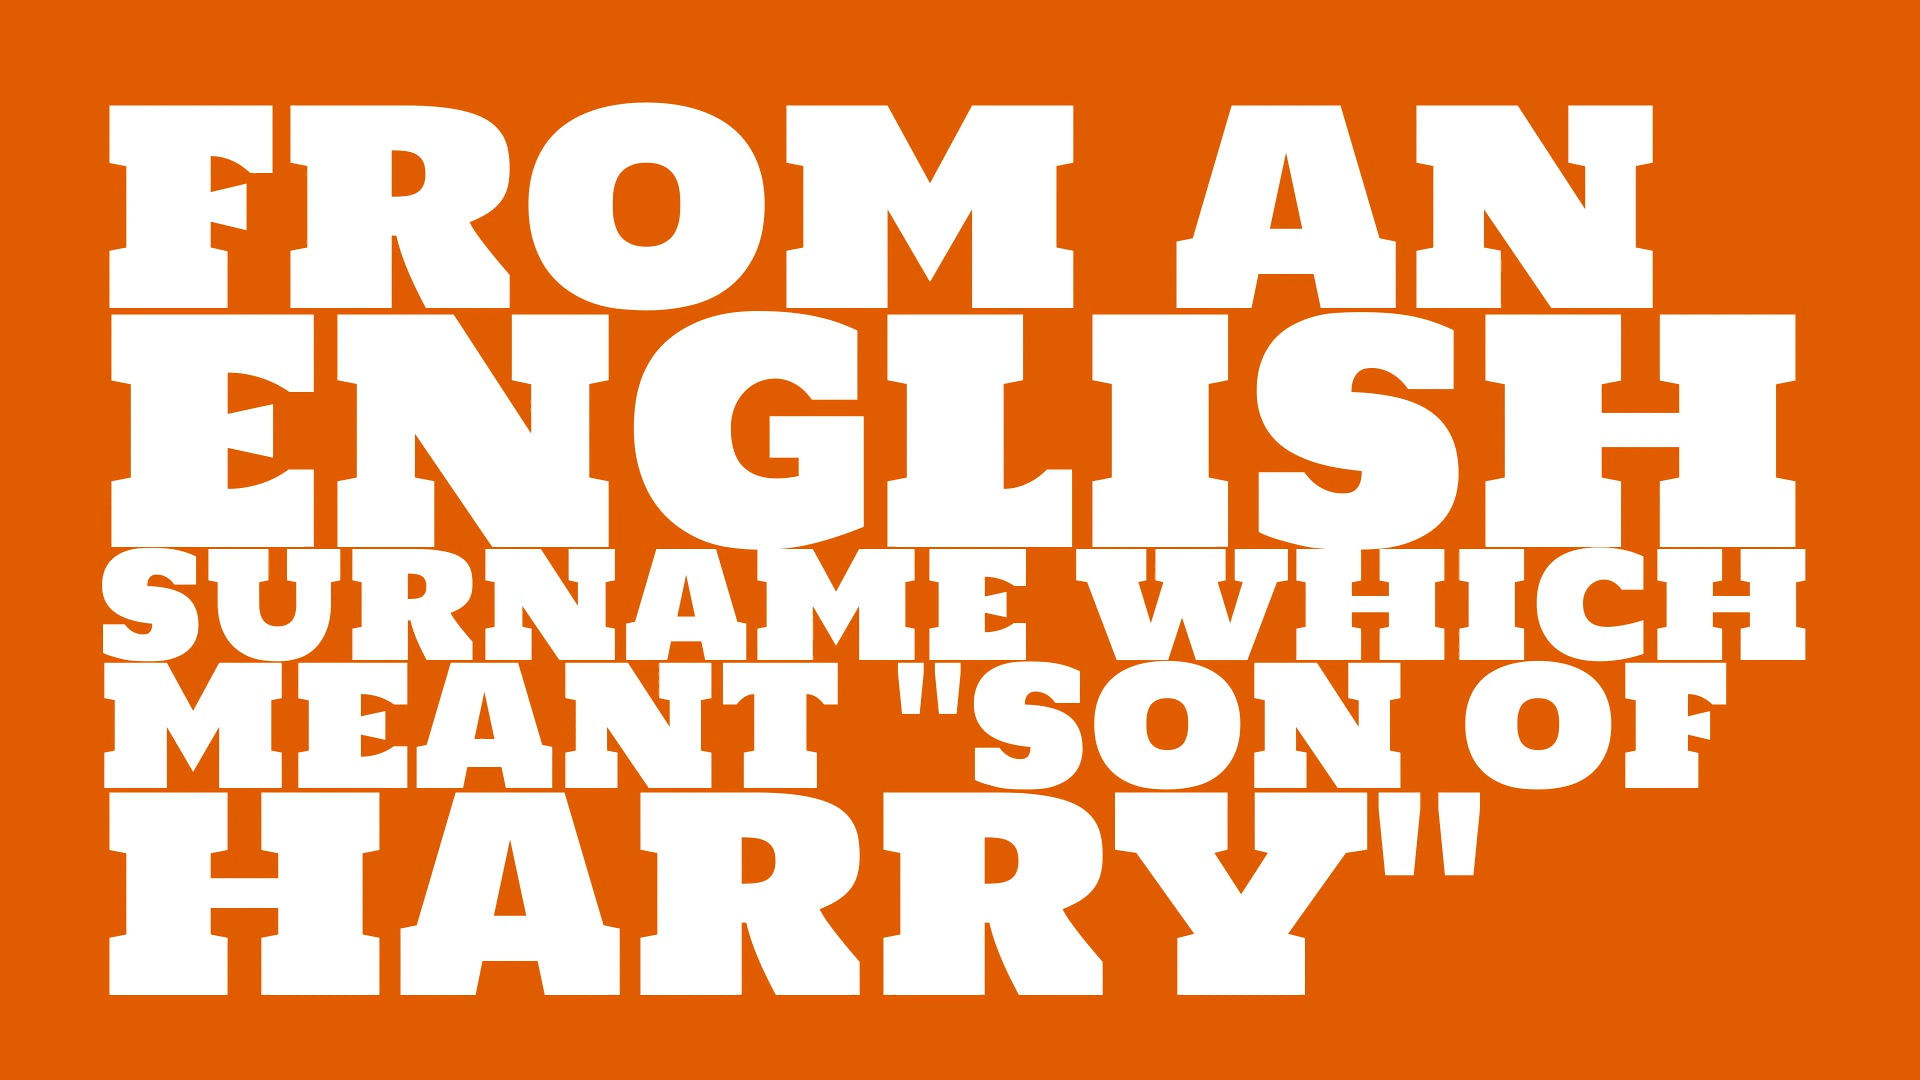 FROM AN
ENGLISH
SURNAME WHICH
MEANT "SON OF
HARRY"